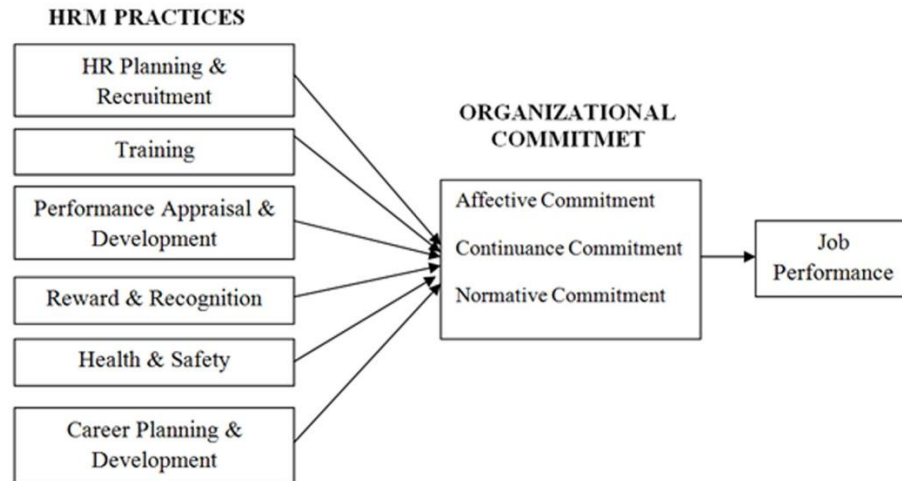 HRM PRACTICES
HR Planning &
Recruitment
Training
Performance Appraisal &
Development
Reward & Recognition
Health & Safety
Career Planning &
Development
ORGANIZATIONAL
COMMITMET
Affective Commitment
Continuance Commitment
Normative Commitment
Job
Performance